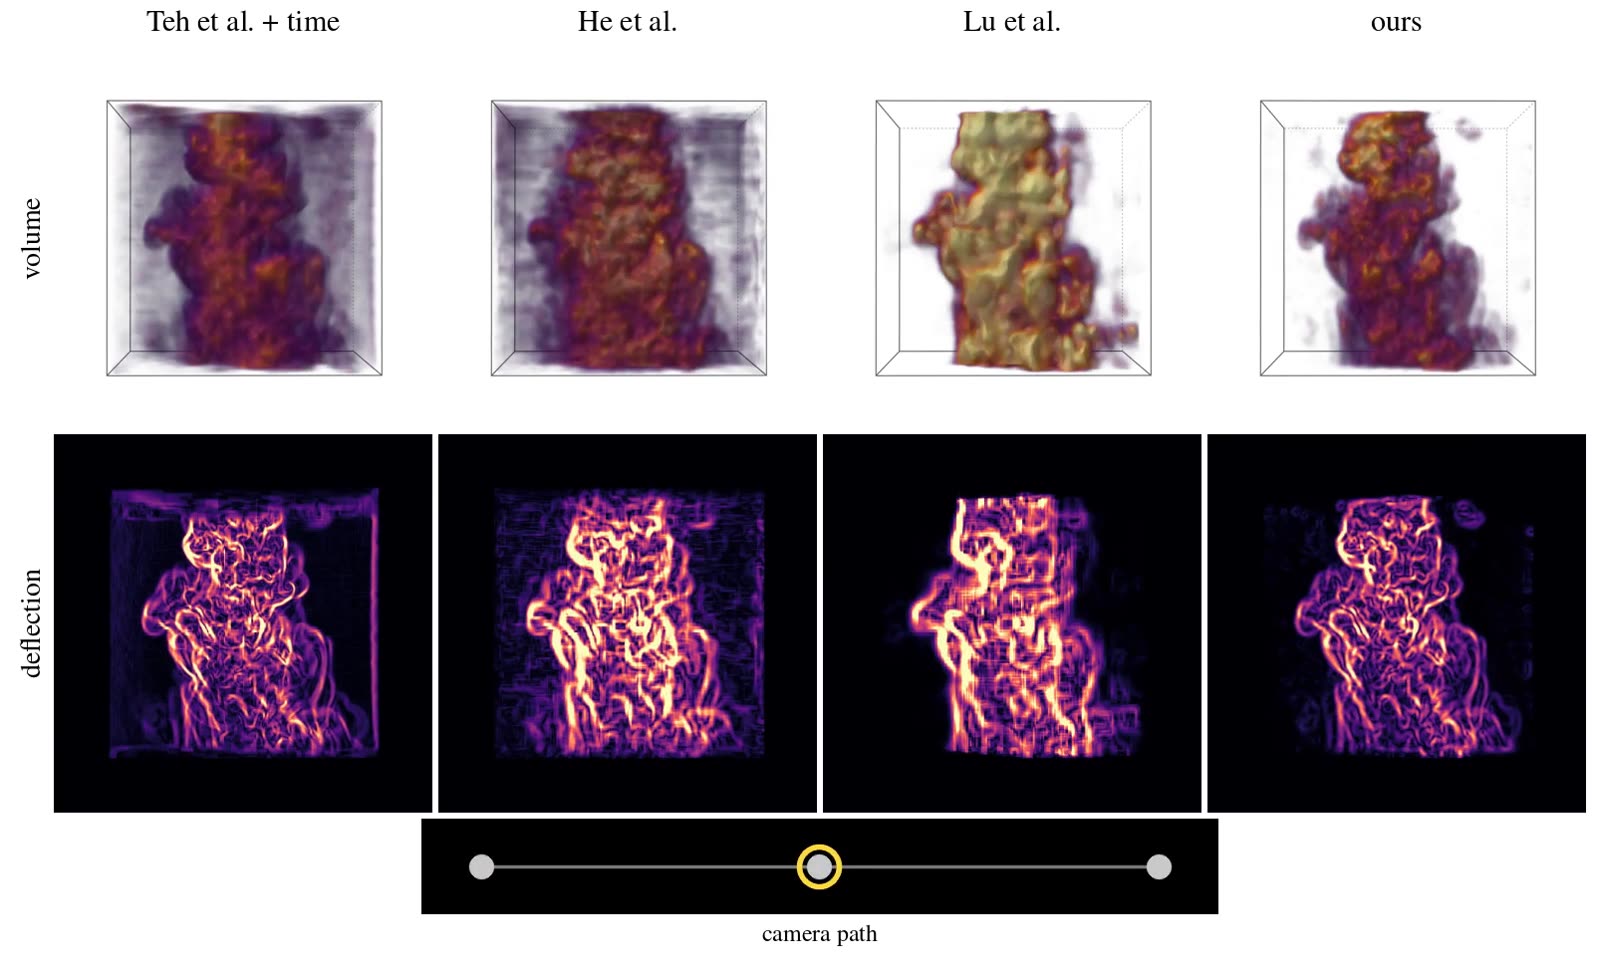 Teh et al. + time
He et al.
Lu et al.
ours
volume
deflection
camera path